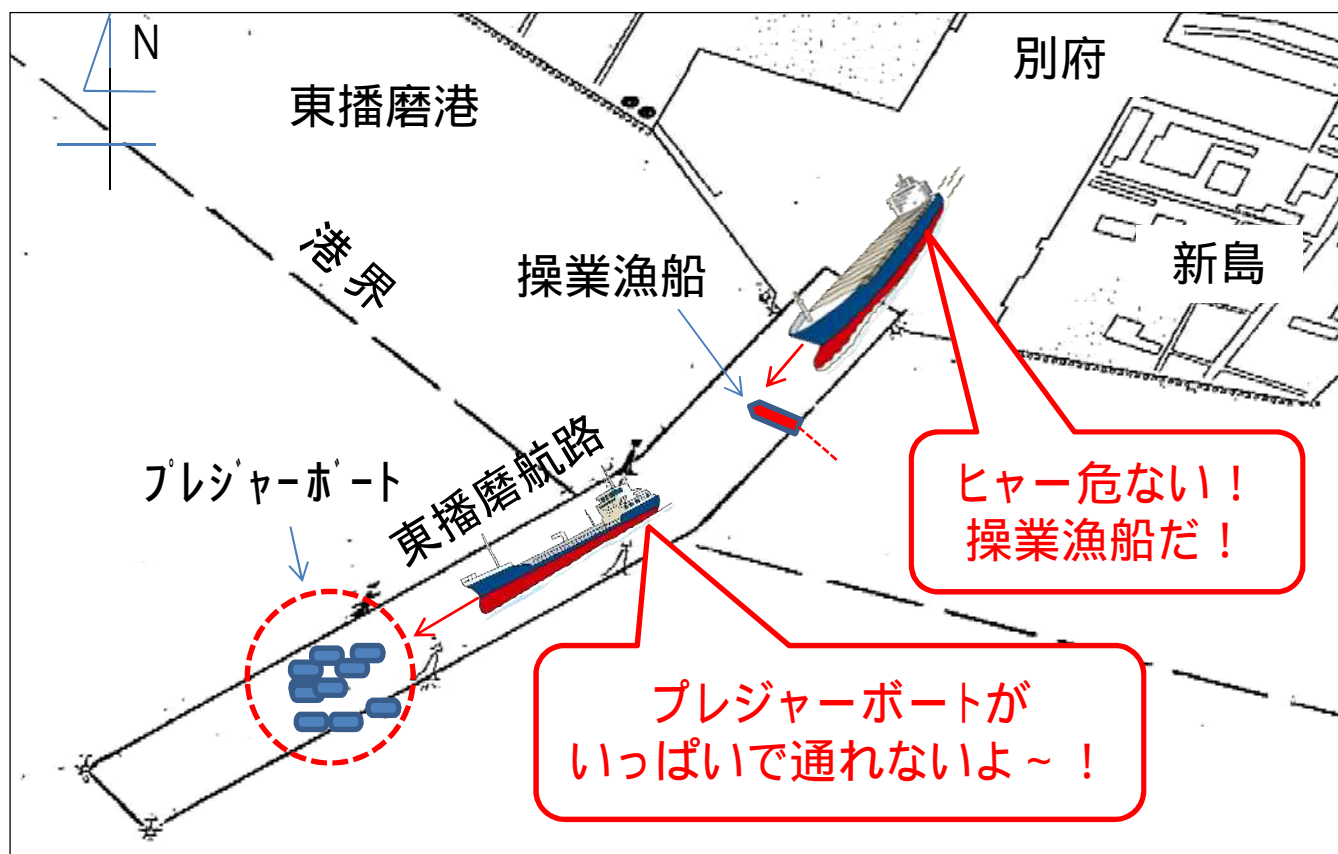 N
東播磨港
別府
港界
操業漁船
新島
プレジャーボート
東播磨航路
ヒャー危ない！
操業漁船だ！
プレジャーボートが
いっぱいで通れないよ～！